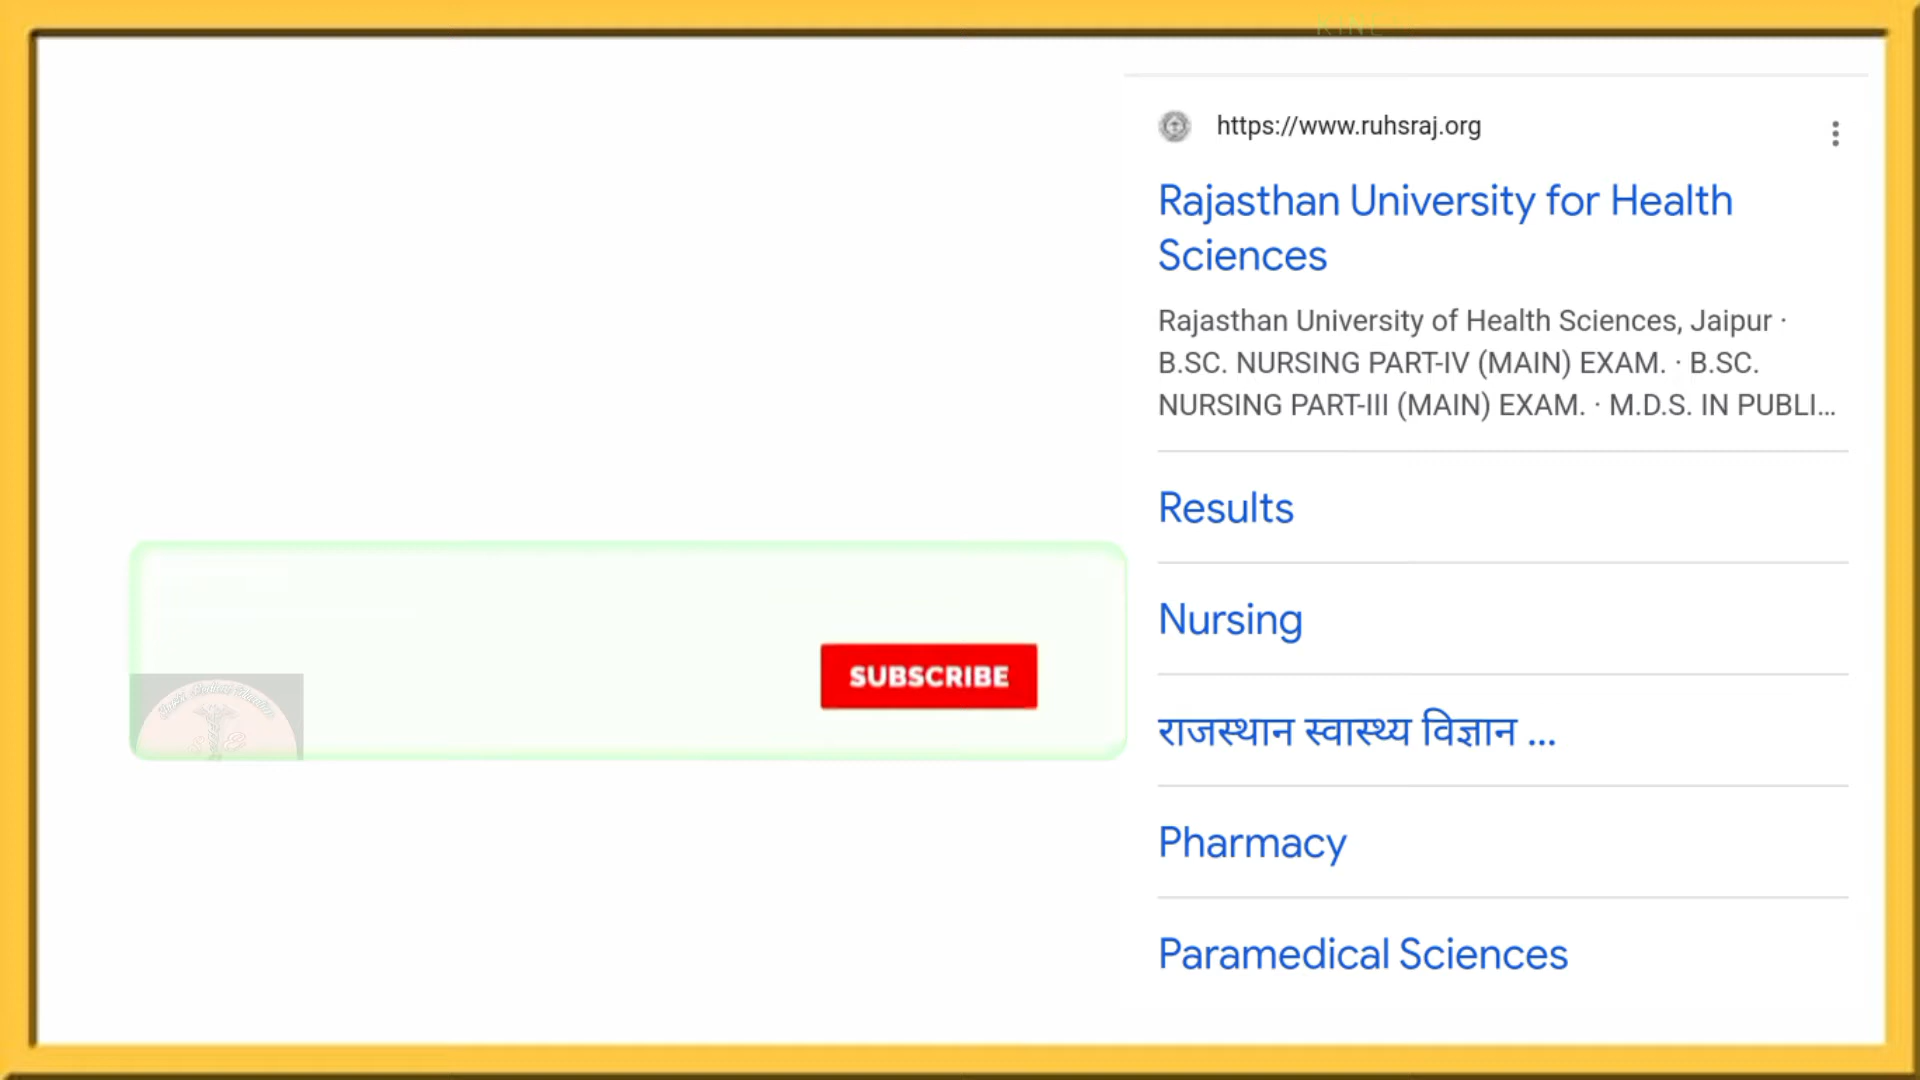 https://www.ruhsraj.org
Rajasthan University for Health
Sciences
Rajasthan University of Health Sciences, Jaipur ·
B.SC. NURSING PART-IV (MAIN) EXAM. · B.SC.
NURSING PART-III (MAIN) EXAM. · M.D.S. IN PUBLI...
Results
Nursing
SUBSCRIBE
राजस्थान स्वास्थ्य विज्ञान ...
Pharmacy
Paramedical Sciences